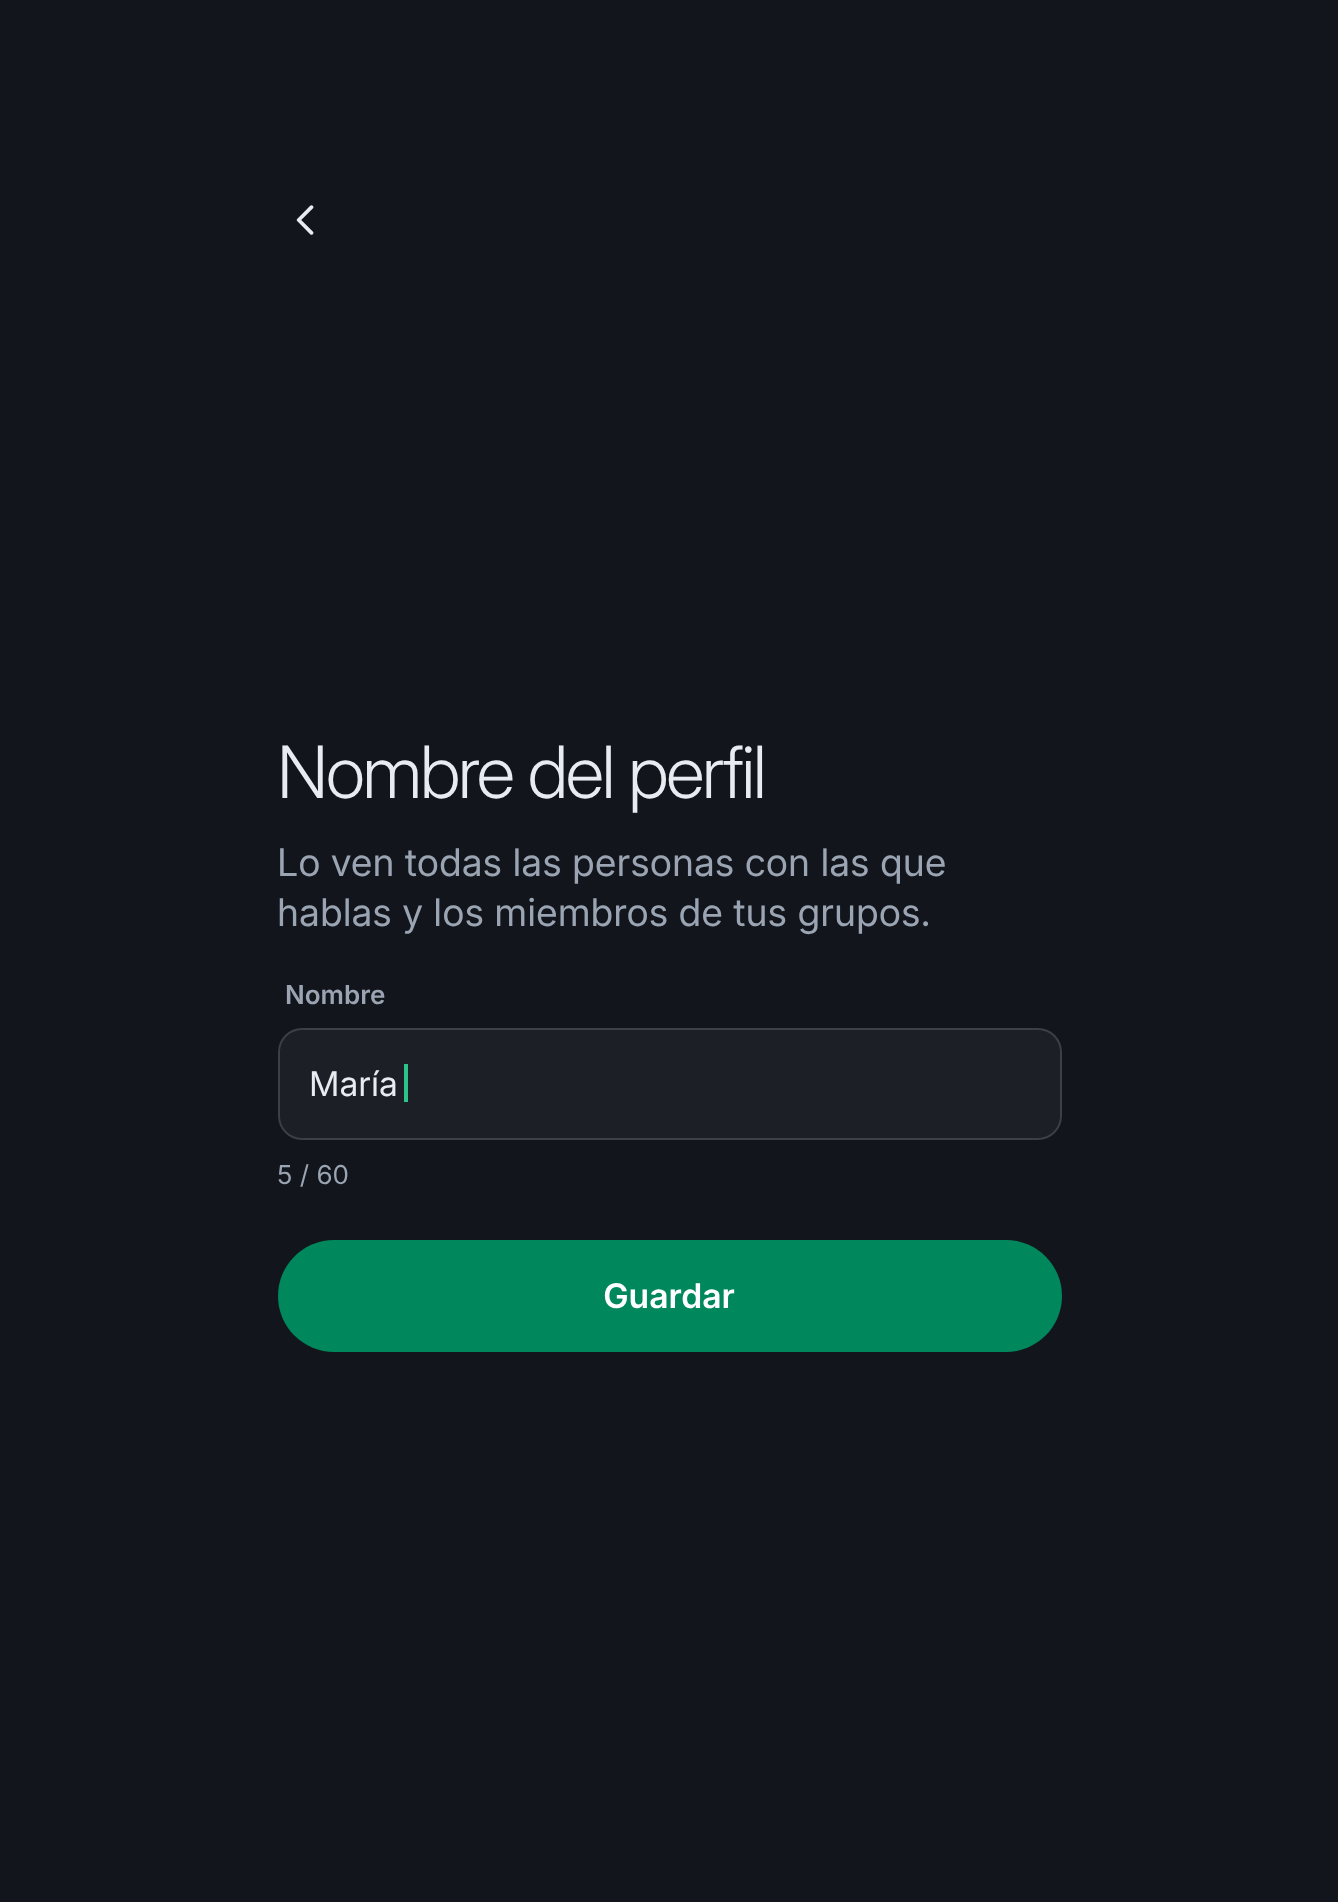 Nombre del perfil
Lo ven todas las personas con las que
hablas y los miembros de tus grupos.
Nombre
María
5 / 60
Guardar